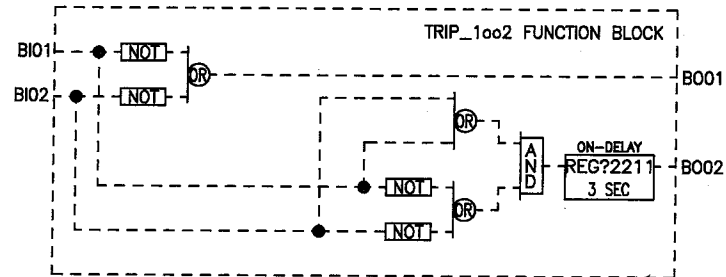 TRIP_1oo2 FUNCTION BLOCK
BI01
NOT
OR
BO01
BI02
NOT
OR
ON-DELAY
AND
REG?2211
BO02
3 SEC
NOT
OR
NOT